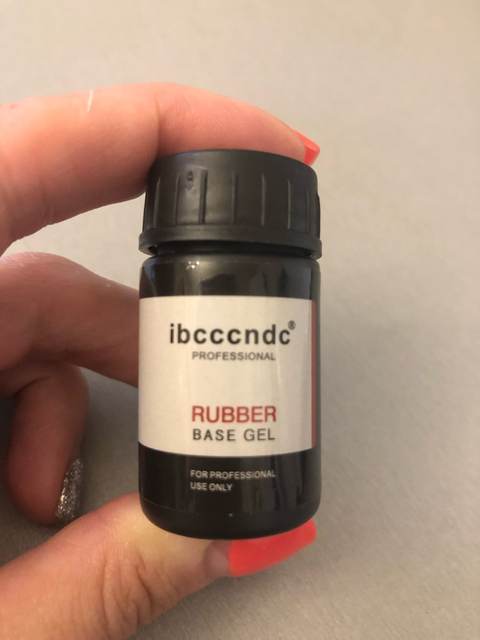 ibcccndc®
PROFESSIONAL
RUBBER
BASE GEL
FOR PROFESSIONAL
USE ONLY